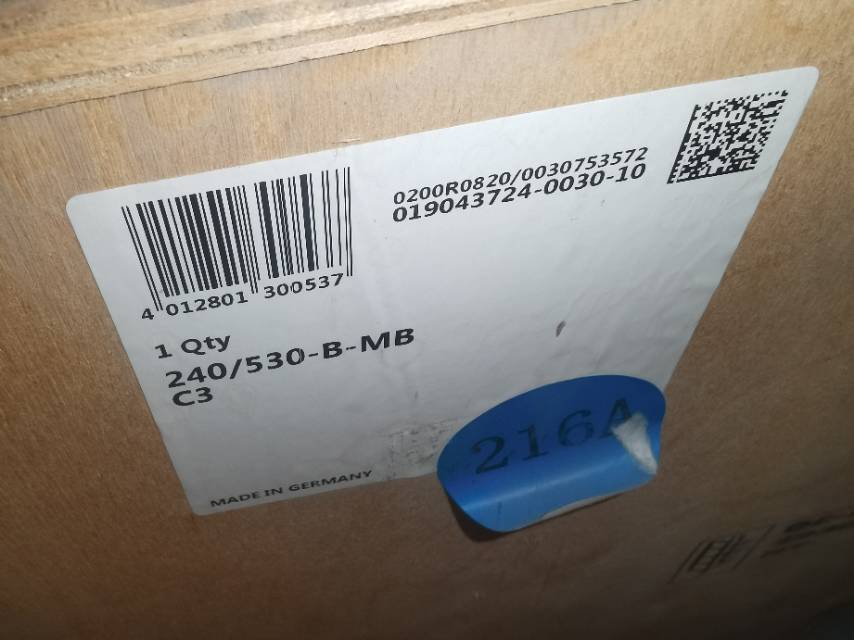 0200R0820/0030753572
019043724-0030-10
4 012801 300537
1 Qty
240/530-B-MB
C3
216A
MADE IN GERMANY